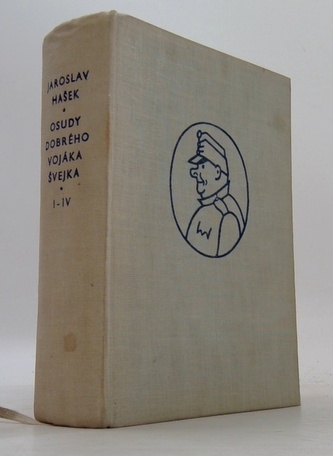 JAROSLAV
HAŠEK
•
OSUDY
DOBRÉHO
VOJÁKA
ŠVEJKA
•
I-IV